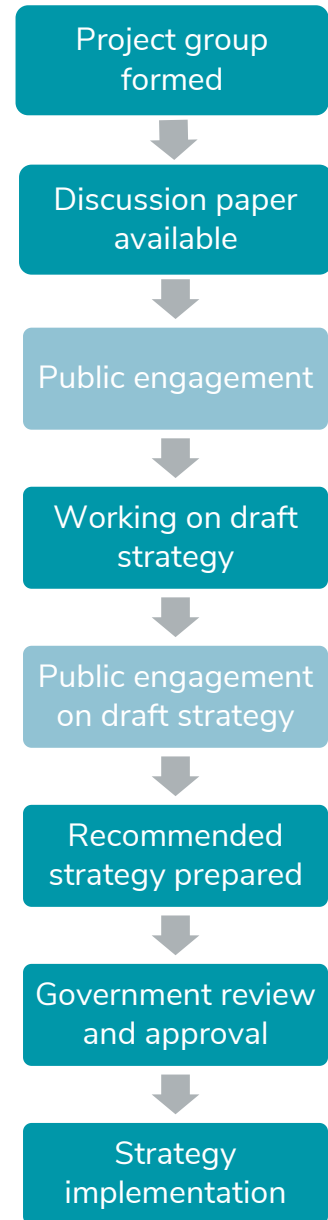 Project group
formed
Discussion paper
available
Public engagement
Working on draft
strategy
Public engagement
on draft strategy
Recommended
strategy prepared
Government review
and approval
Strategy
implementation